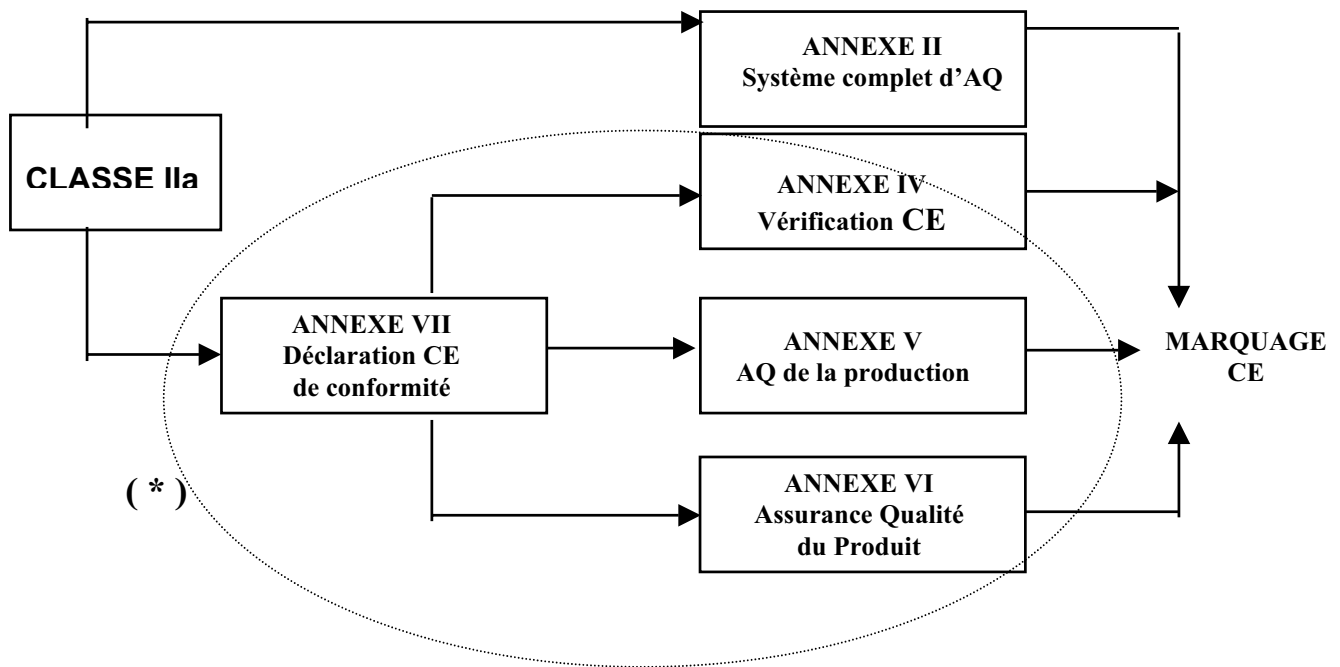 ANNEXE II
Système complet d'AQ
CLASSE IIa
ANNEXE IV
Vérification CE
ANNEXE VII
Déclaration CE
de conformité
ANNEXE V
AQ de la production
MARQUAGE
CE
( * )
ANNEXE VI
Assurance Qualité
du Produit